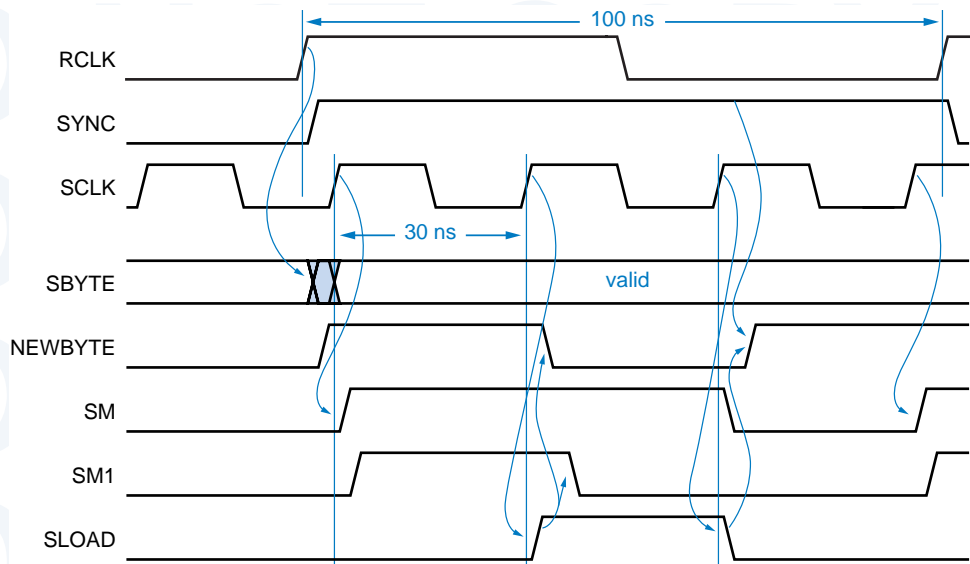 100 ns
RCLK
SYNC
SCLK
30 ns
SBYTE
valid
NEWBYTE
SM
SM1
SLOAD